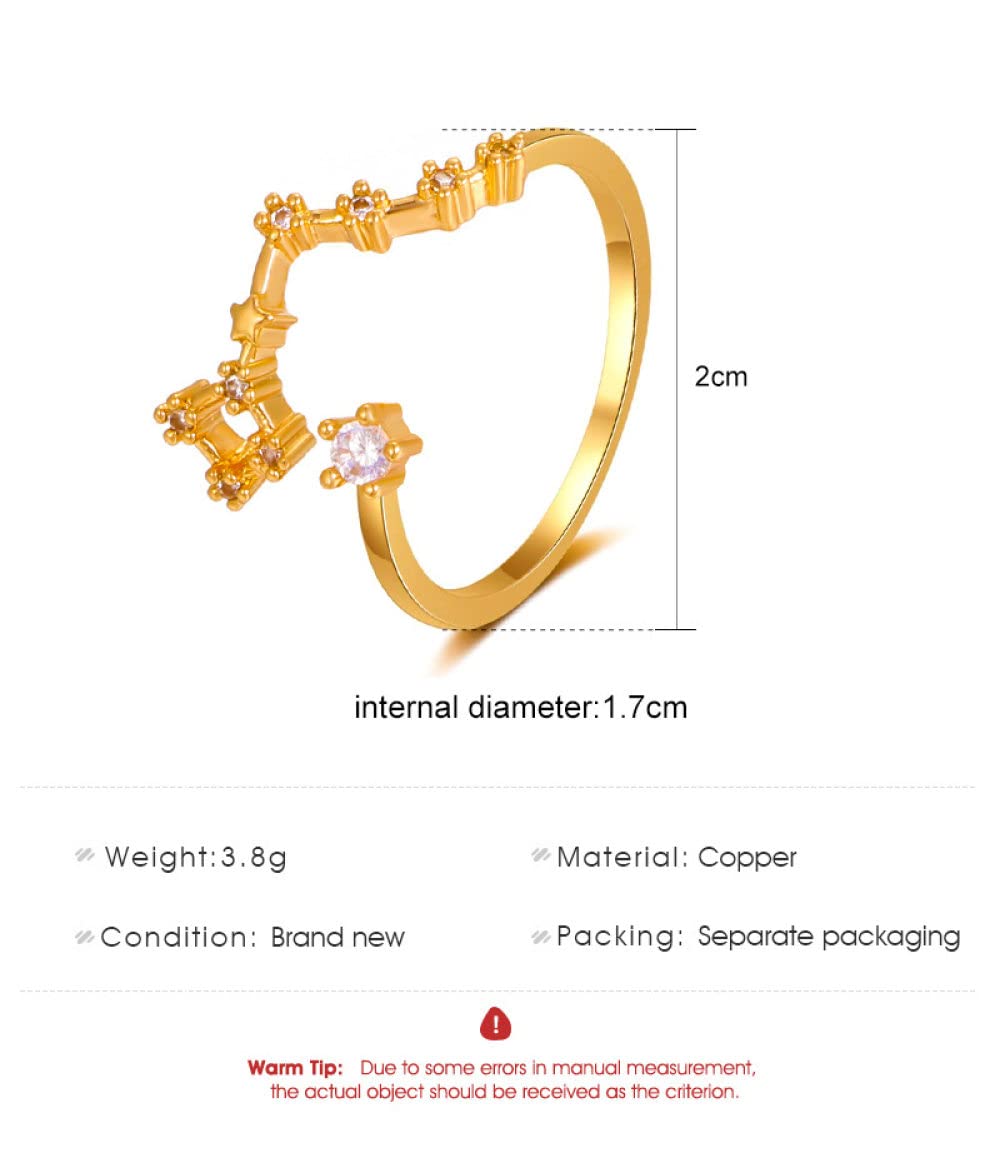 2cm
internal diameter:1.7cm
Weight:3.8g
Material: Copper
Condition: Brand new
Packing: Separate packaging
!
Warm Tip: Due to some errors in manual measurement,
the actual object should be received as the criterion.